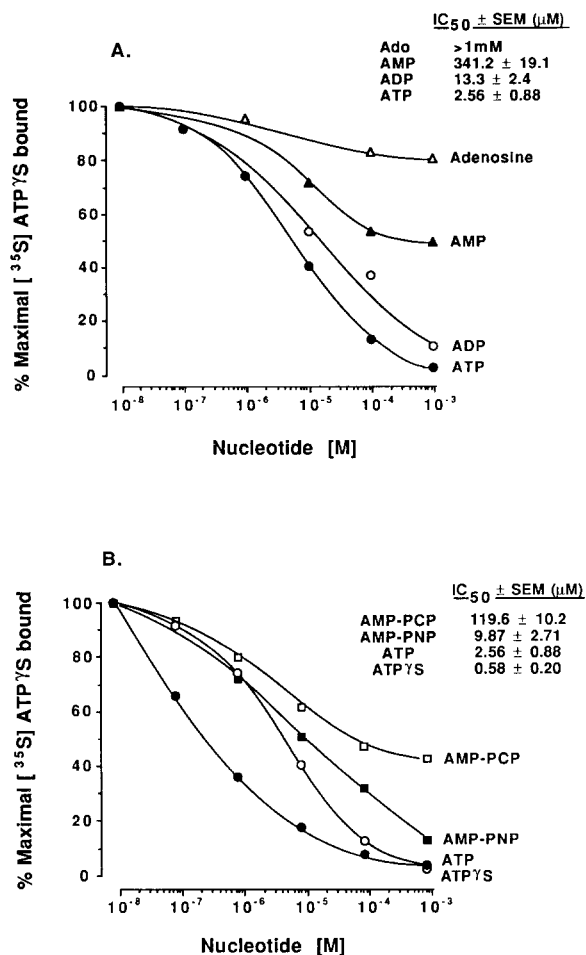 A.
IC50 ± SEM (μM)
Ado >1mM
AMP 341.2 ± 19.1
ADP 13.3 ± 2.4
ATP 2.56 ± 0.88
% Maximal [35S] ATPγS bound
100
80
60
40
20
0
Adenosine
AMP
ADP
ATP
10-8 10-7 10-6 10-5 10-4 10-3
Nucleotide [M]
B.
IC50 ± SEM (μM)
AMP-PCP 119.6 ± 10.2
AMP-PNP 9.87 ± 2.71
ATP 2.56 ± 0.88
ATPγS 0.58 ± 0.20
% Maximal [35S] ATPγS bound
100
80
60
40
20
0
AMP-PCP
AMP-PNP
ATP
ATPγS
10-8 10-7 10-6 10-5 10-4 10-3
Nucleotide [M]